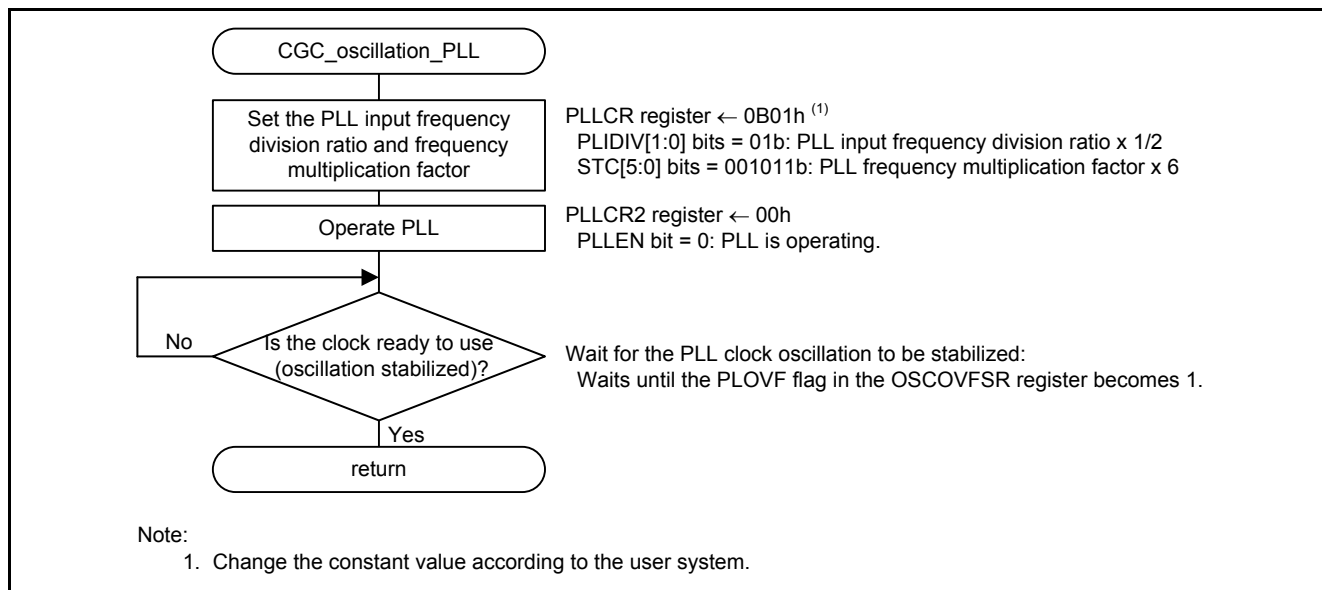 CGC_oscillation_PLL
Set the PLL input frequency
division ratio and frequency
multiplication factor
PLLCR register ← 0B01h (1)
PLIDIV[1:0] bits = 01b: PLL input frequency division ratio x 1/2
STC[5:0] bits = 001011b: PLL frequency multiplication factor x 6
Operate PLL
PLLCR2 register ← 00h
PLLEN bit = 0: PLL is operating.
No
Is the clock ready to use
(oscillation stabilized)?
Wait for the PLL clock oscillation to be stabilized:
Waits until the PLOVF flag in the OSCOVFSR register becomes 1.
Yes
return
Note:
1. Change the constant value according to the user system.